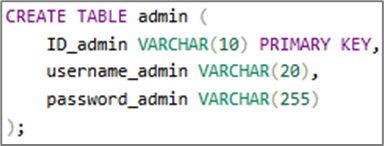 CREATE TABLE admin (
    ID_admin VARCHAR(10) PRIMARY KEY,
    username_admin VARCHAR(20),
    password_admin VARCHAR(255)
);